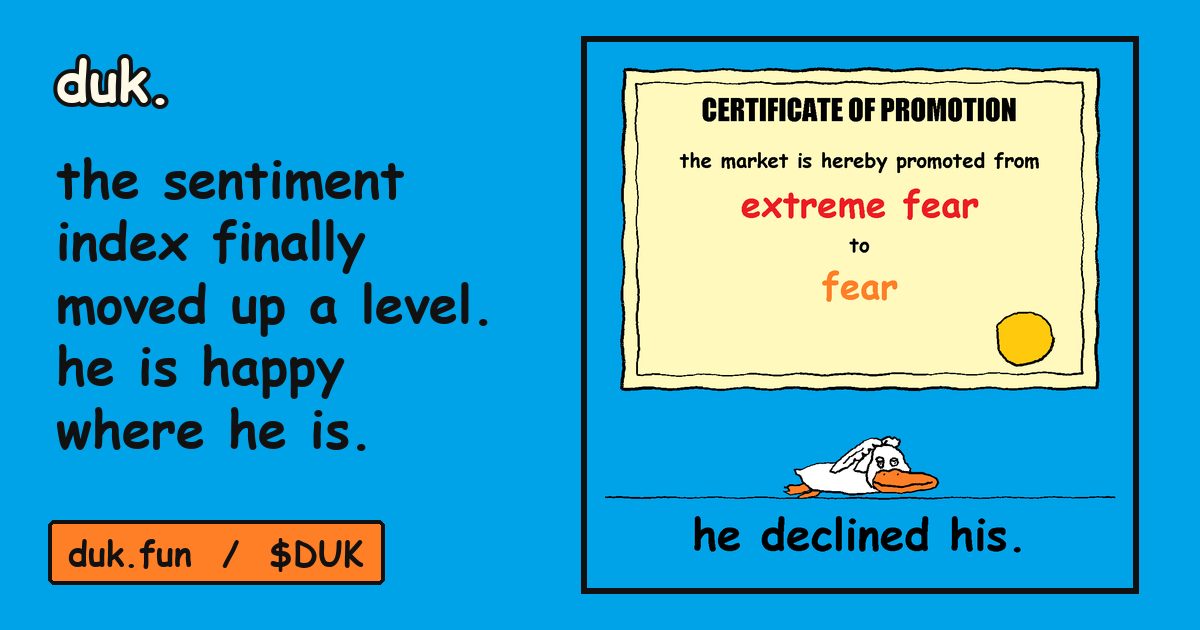 duk.
the sentiment
index finally
moved up a level.
he is happy
where he is.
duk.fun / $DUK
CERTIFICATE OF PROMOTION
the market is hereby promoted from
extreme fear
to
fear
he declined his.